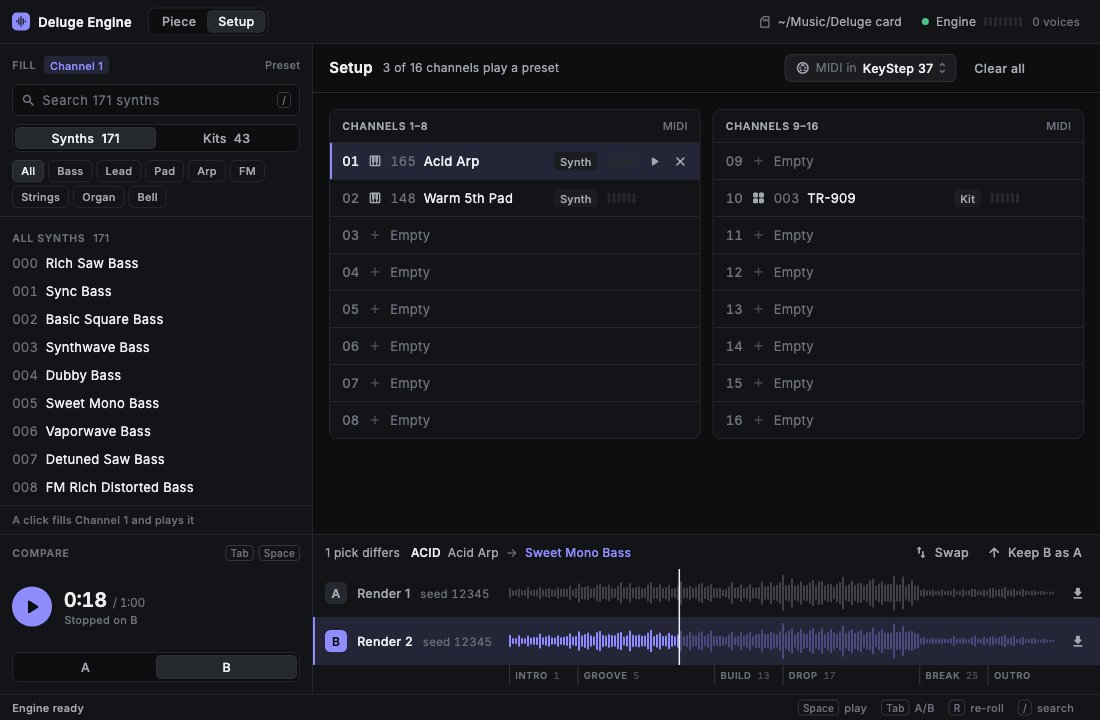 Deluge Engine Piece Setup ~/Music/Deluge card Engine 0 voices
FILL Channel 1 Preset
Search 171 synths /
Synths 171 Kits 43
All Bass Lead Pad Arp FM
Strings Organ Bell
ALL SYNTHS 171
000 Rich Saw Bass
001 Sync Bass
002 Basic Square Bass
003 Synthwave Bass
004 Dubby Bass
005 Sweet Mono Bass
006 Vaporwave Bass
007 Detuned Saw Bass
008 FM Rich Distorted Bass
A click fills Channel 1 and plays it
Setup 3 of 16 channels play a preset MIDI in KeyStep 37 Clear all
CHANNELS 1–8 MIDI
01 165 Acid Arp Synth
02 148 Warm 5th Pad Synth
03 + Empty
04 + Empty
05 + Empty
06 + Empty
07 + Empty
08 + Empty
CHANNELS 9–16 MIDI
09 + Empty
10 003 TR-909 Kit
11 + Empty
12 + Empty
13 + Empty
14 + Empty
15 + Empty
16 + Empty
COMPARE Tab Space
0:18 / 1:00
Stopped on B
A B
1 pick differs ACID Acid Arp → Sweet Mono Bass Swap Keep B as A
A Render 1 seed 12345
B Render 2 seed 12345
INTRO 1 GROOVE 5 BUILD 13 DROP 17 BREAK 25 OUTRO
Engine ready Space play Tab A/B R re-roll / search